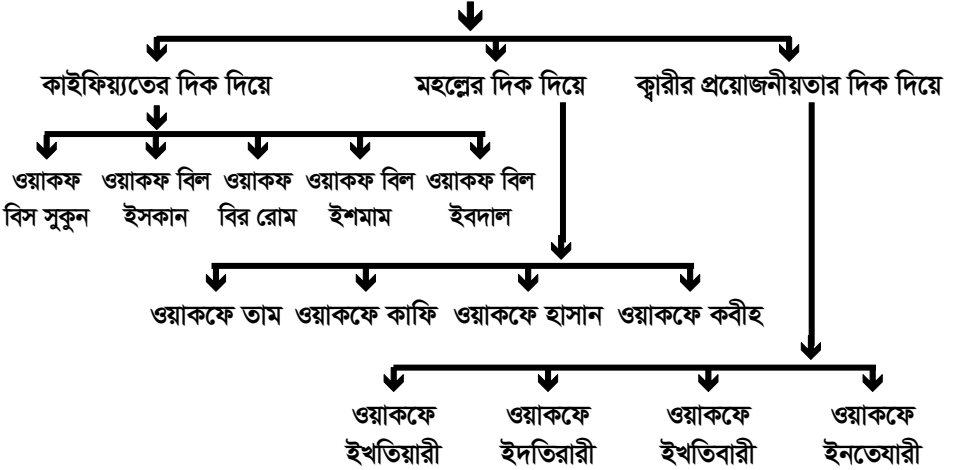 কাইফিয়্যতের দিক দিয়ে মহল্লের দিক দিয়ে ক্বারীর প্রয়োজনীয়তার দিক দিয়ে
ওয়াকফ বিস সুকুন
ওয়াকফ বিল ইসকান
ওয়াকফ বির রোম
ওয়াকফ বিল ইশমাম
ওয়াকফ বিল ইবদাল
ওয়াকফে তাম ওয়াকফে কাফি ওয়াকফে হাসান ওয়াকফে কবীহ
ওয়াকফে ইখতিয়ারী
ওয়াকফে ইদতিরারী
ওয়াকফে ইখতিবারী
ওয়াকফে ইনতেযারী